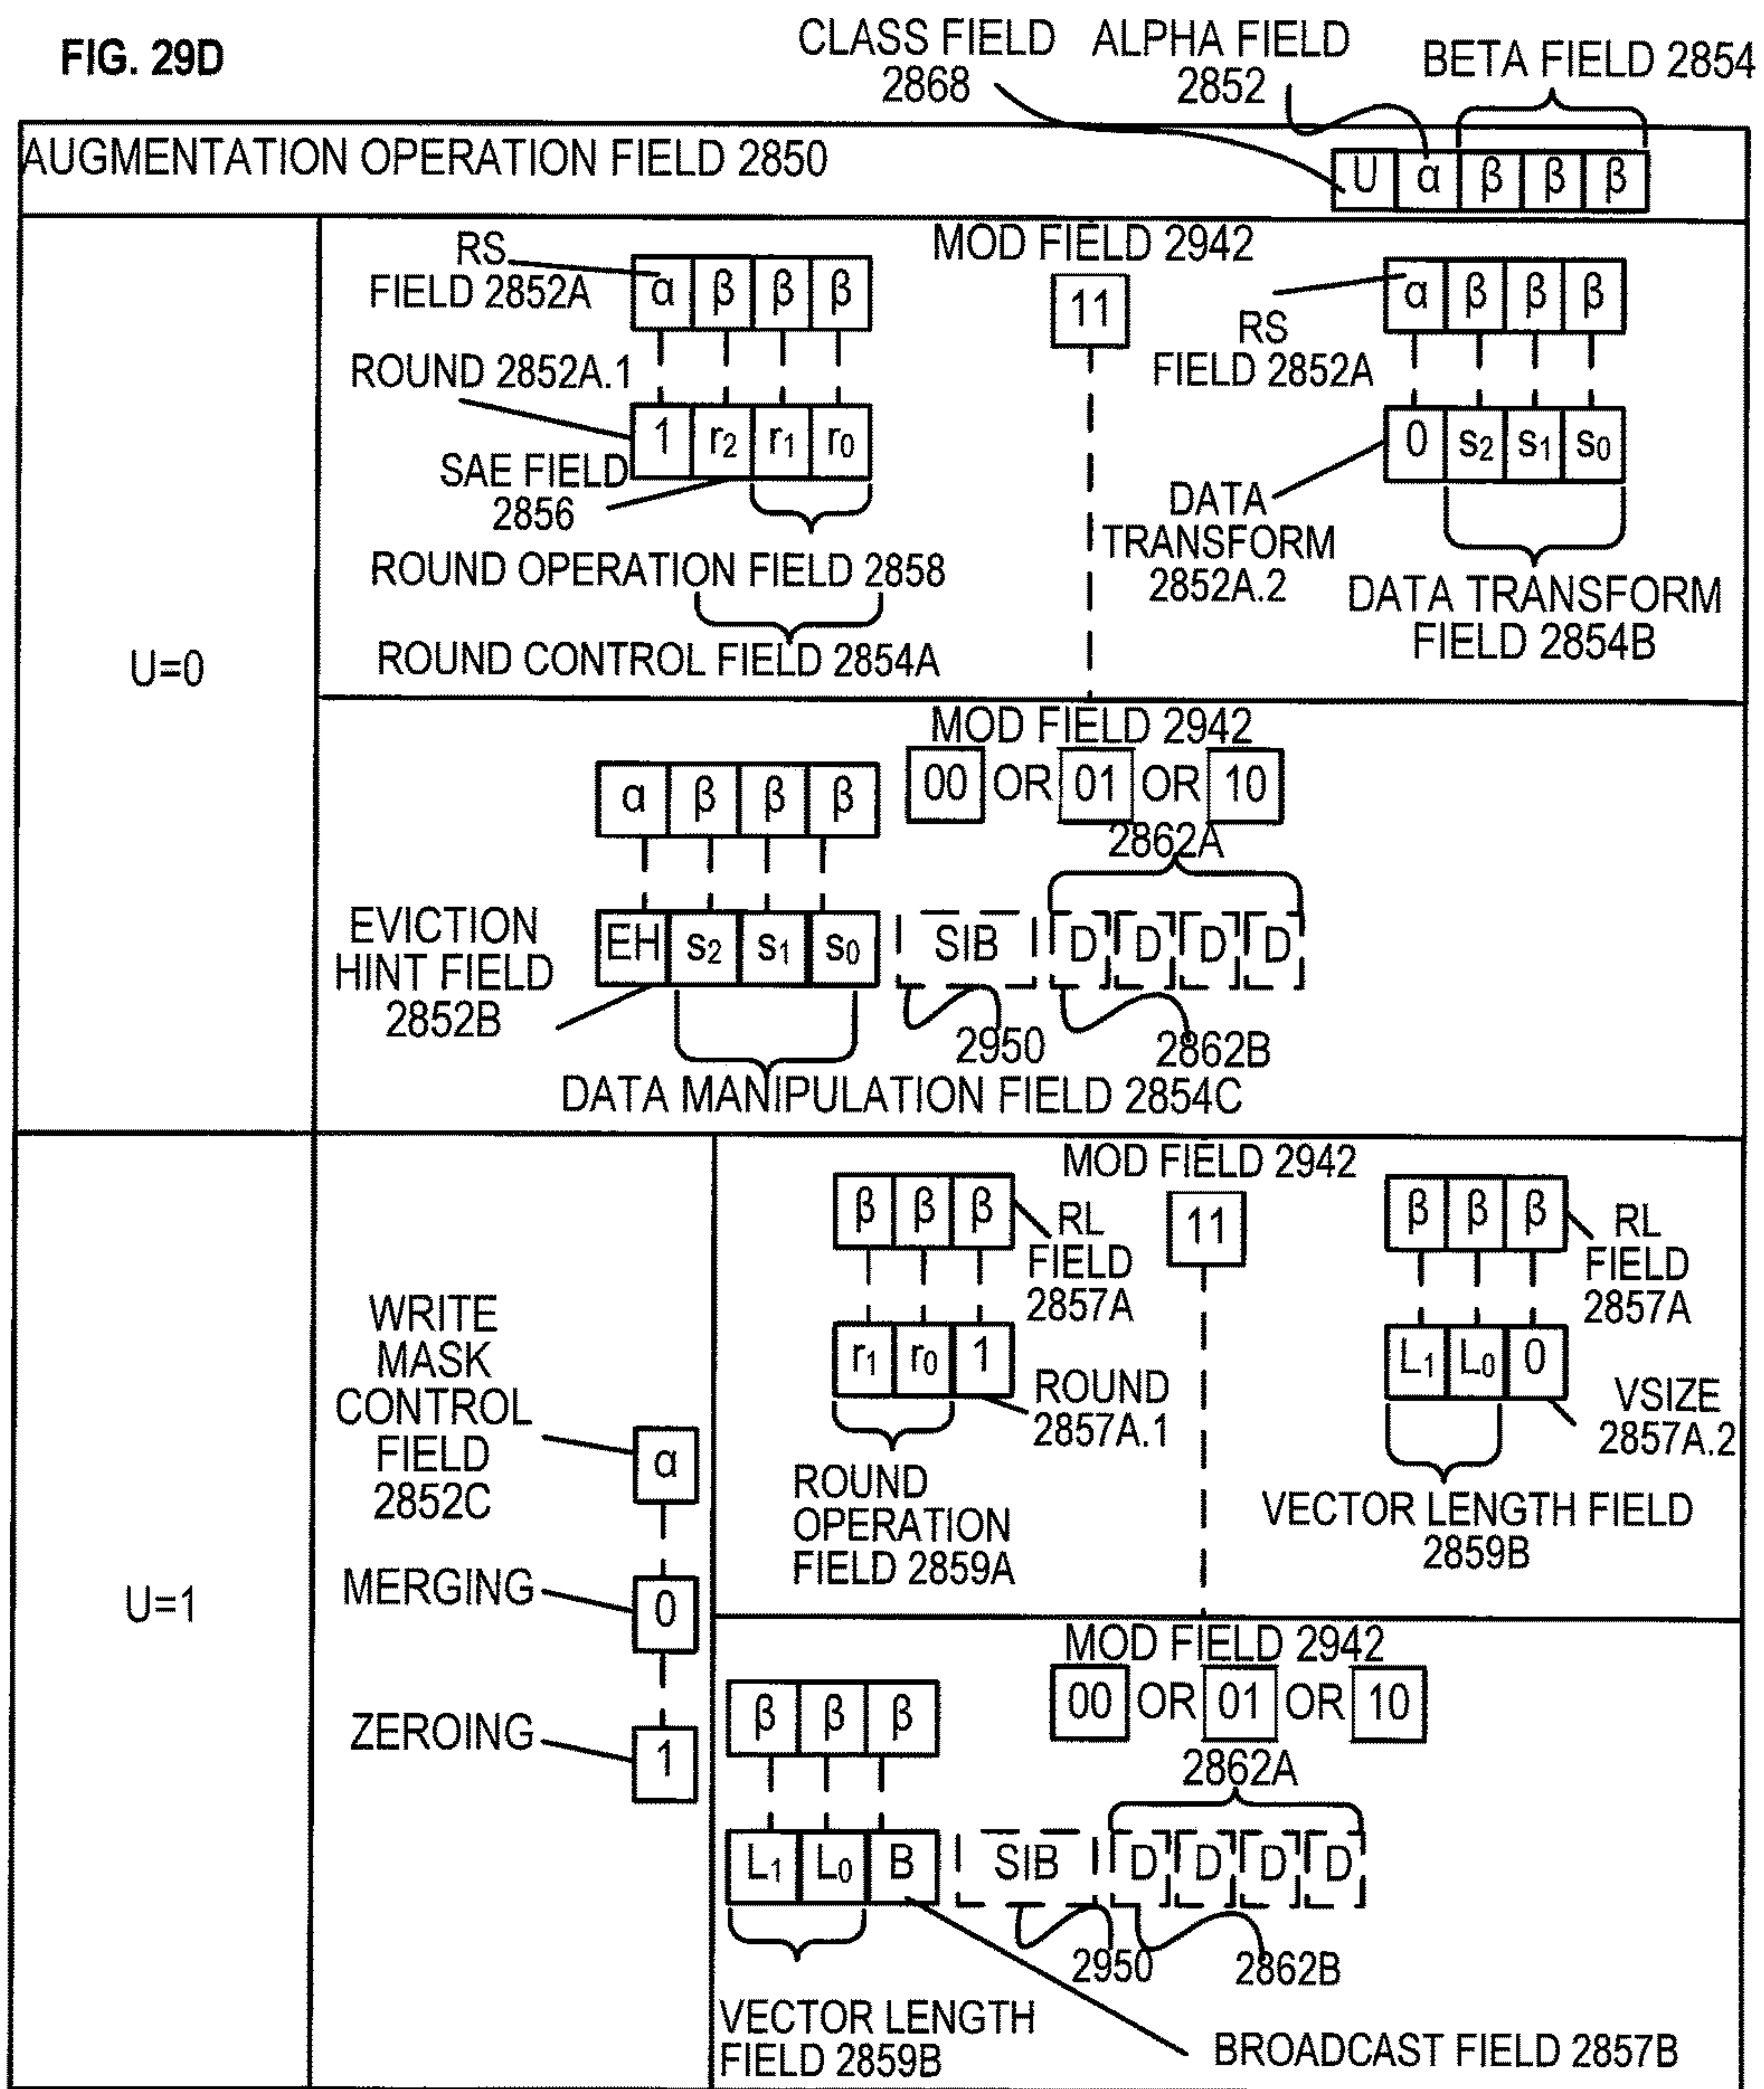 FIG. 29D
CLASS FIELD
2868
ALPHA FIELD
2852
BETA FIELD 2854
AUGMENTATION OPERATION FIELD 2850
U α β β β
U=0
MOD FIELD 2942
11
RS
FIELD 2852A
α β β β
ROUND 2852A.1
1 r2 r1 r0
SAE FIELD
2856
ROUND OPERATION FIELD 2858
ROUND CONTROL FIELD 2854A
α β β β
RS
FIELD 2852A
0 s2 s1 s0
DATA
TRANSFORM
2852A.2
DATA TRANSFORM
FIELD 2854B
MOD FIELD 2942
00 OR 01 OR 10
α β β β
2862A
EVICTION
HINT FIELD
2852B
EH s2 s1 s0 SIB D D D D
2950
2862B
DATA MANIPULATION FIELD 2854C
U=1
WRITE
MASK
CONTROL
FIELD
2852C
α
MERGING
0
ZEROING
1
MOD FIELD 2942
11
β β β
RL
FIELD
2857A
r1 r0 1
ROUND
2857A.1
ROUND
OPERATION
FIELD 2859A
β β β
RL
FIELD
2857A
L1 L0 0
VSIZE
2857A.2
VECTOR LENGTH FIELD
2859B
MOD FIELD 2942
00 OR 01 OR 10
β β β
2862A
L1 L0 B SIB D D D D
2950
2862B
VECTOR LENGTH
FIELD 2859B
BROADCAST FIELD 2857B